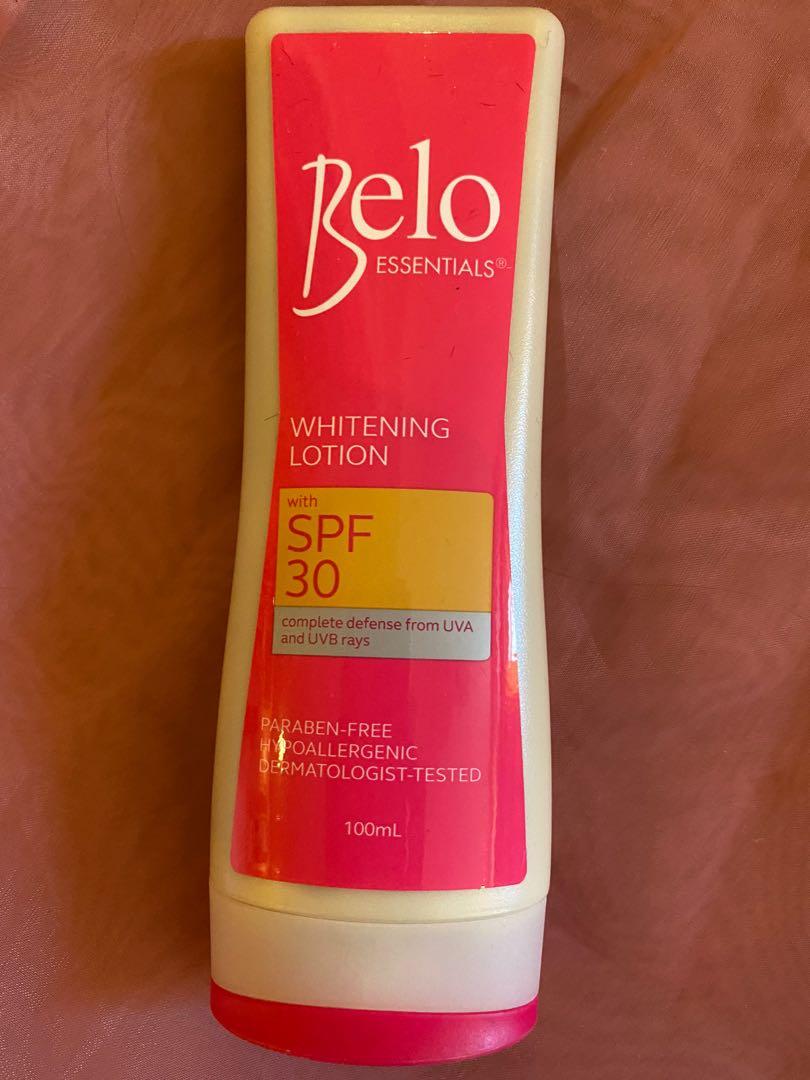 Belo
ESSENTIALS®
WHITENING
LOTION
with
SPF
30
complete defense from UVA
and UVB rays
PARABEN-FREE
HYPOALLERGENIC
DERMATOLOGIST-TESTED
100mL